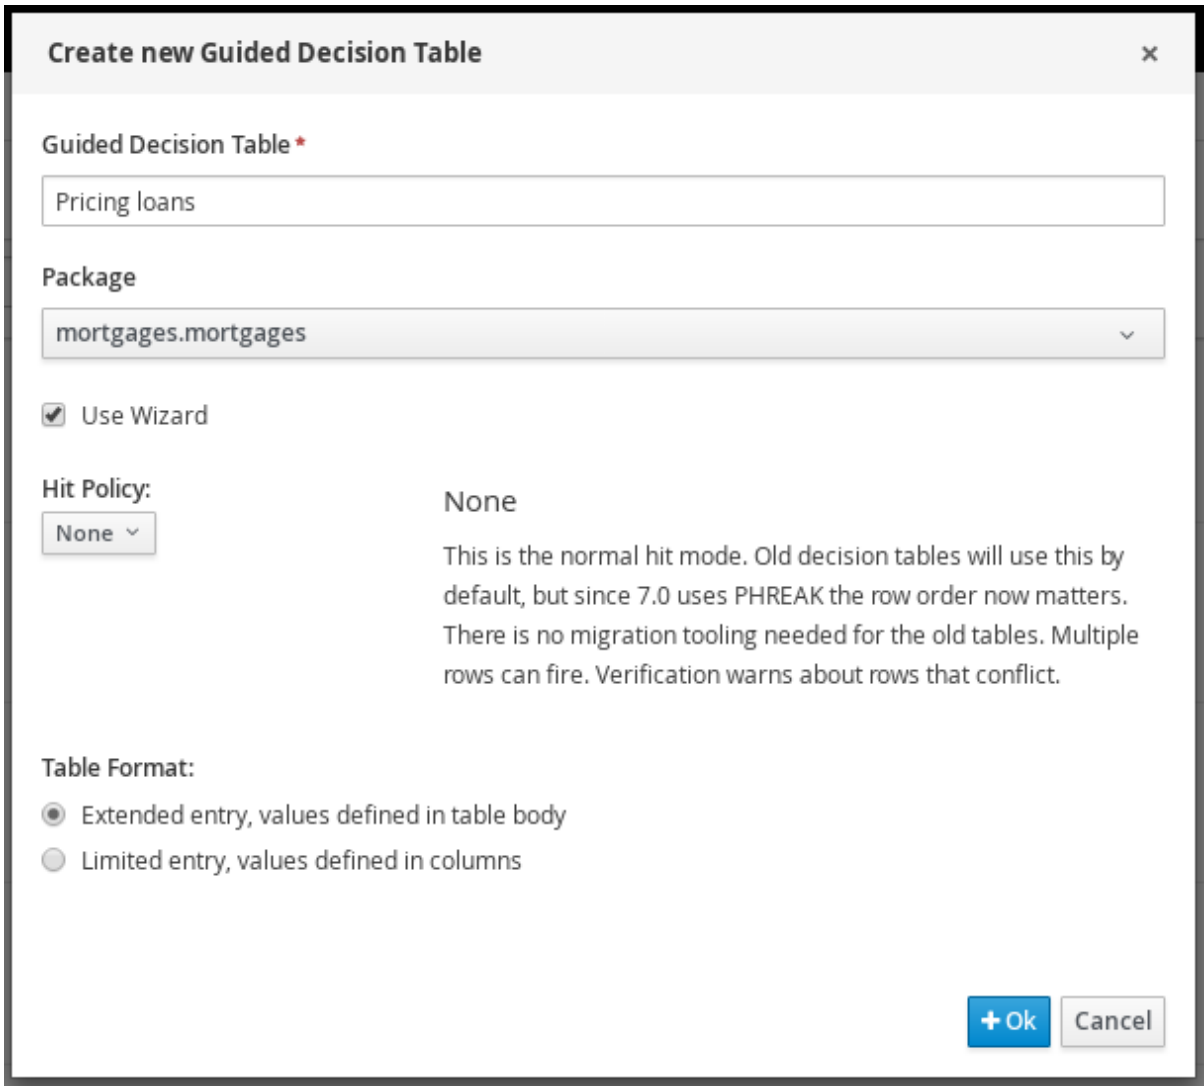 Create new Guided Decision Table
×
Guided Decision Table*
Pricing loans
Package
mortgages.mortgages
Use Wizard
Hit Policy:
None
None
This is the normal hit mode. Old decision tables will use this by
default, but since 7.0 uses PHREAK the row order now matters.
There is no migration tooling needed for the old tables. Multiple
rows can fire. Verification warns about rows that conflict.
Table Format:
Extended entry, values defined in table body
Limited entry, values defined in columns
+ Ok
Cancel